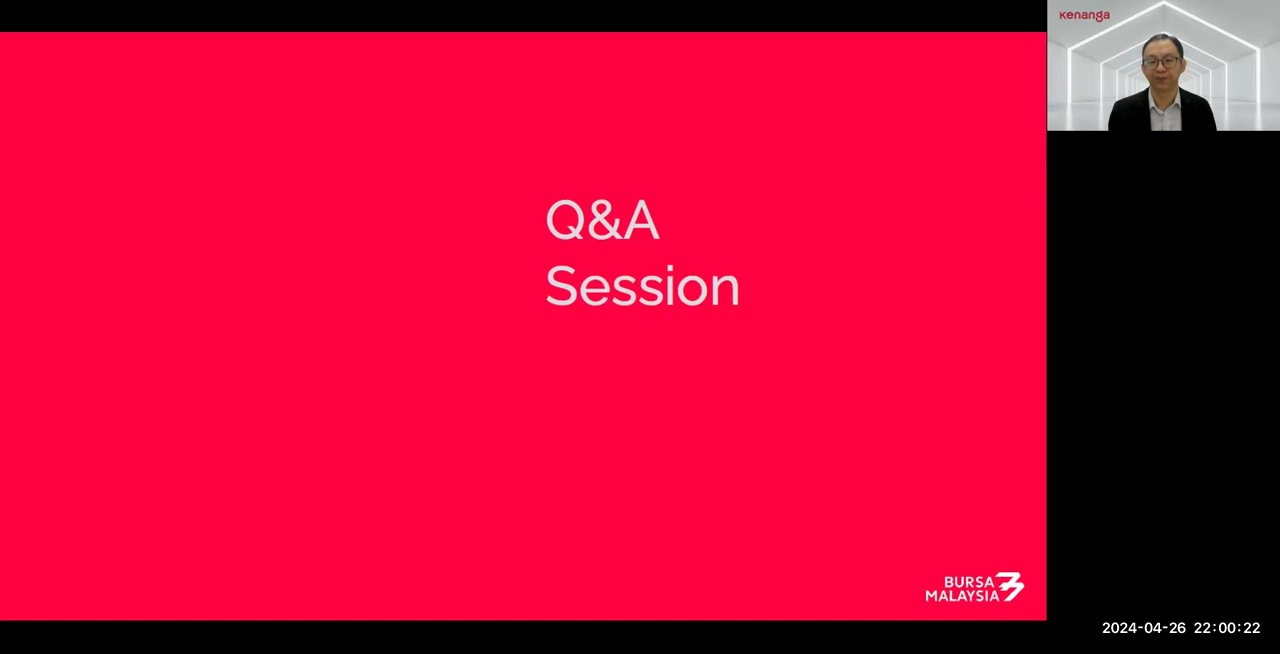 kenanga
Q&A
Session
BURSA
MALAYSIA
2024-04-26 22:00:22